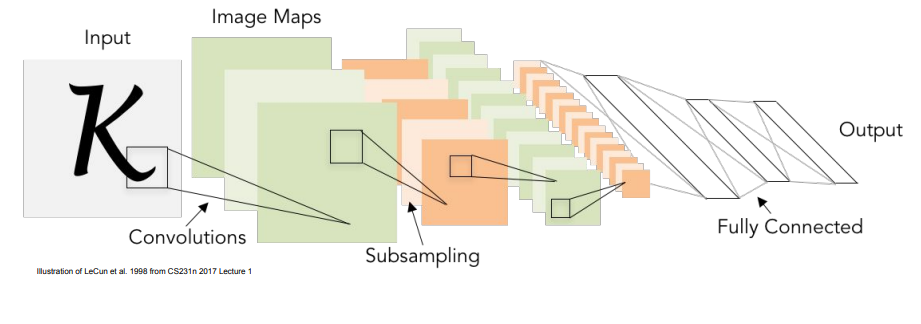 Image Maps
Input
K
Output
Fully Connected
Convolutions
Subsampling
Illustration of LeCun et al. 1998 from CS231n 2017 Lecture 1